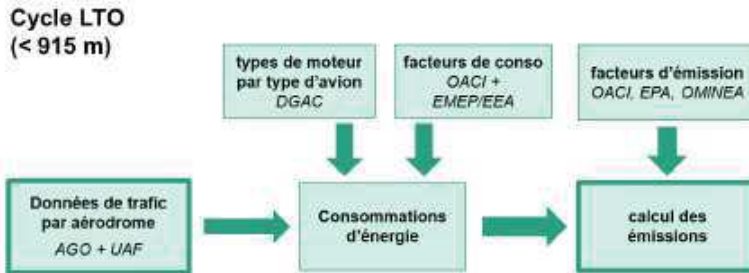 Cycle LTO
(< 915 m)
types de moteur
par type d'avion
DGAC
facteurs de conso
OACI +
EMEP/EEA
facteurs d'émission
OACI, EPA, OMINEA
Données de trafic
par aérodrome
AGO + UAF
Consommations
d'énergie
calcul des
émissions